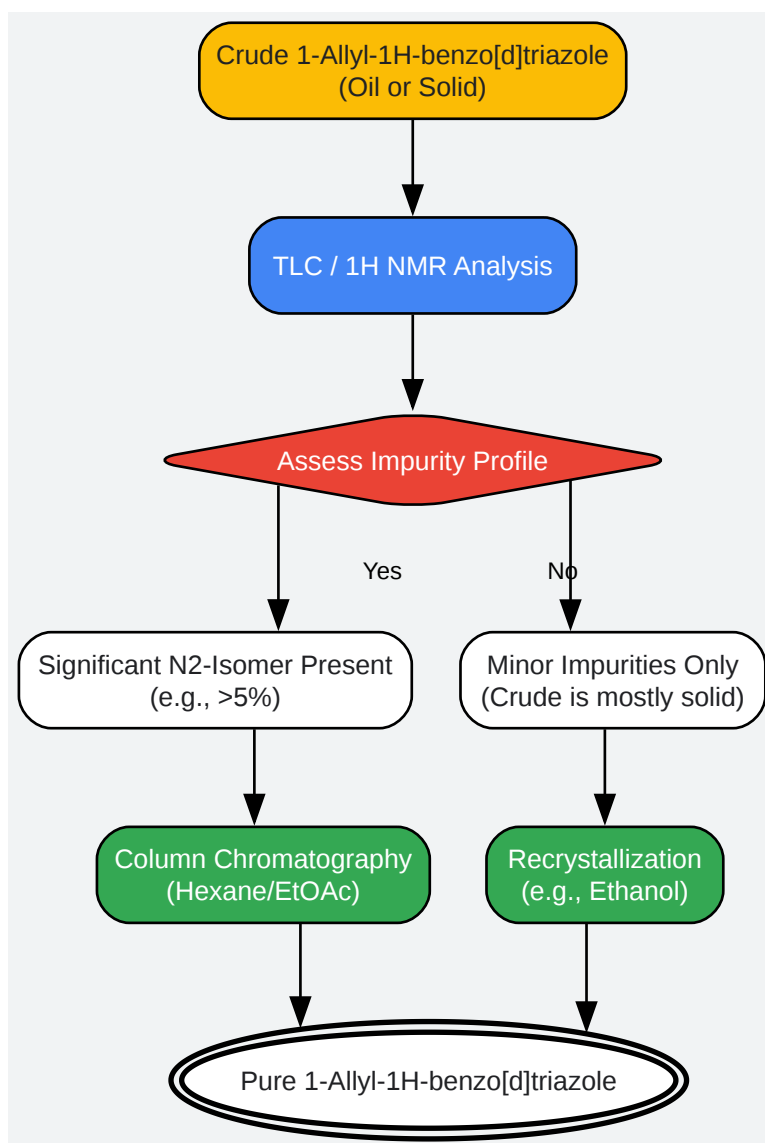 Crude 1-Allyl-1H-benzo[d]triazole
(Oil or Solid)
TLC / 1H NMR Analysis
Assess Impurity Profile
Yes
No
Significant N2-Isomer Present
(e.g., >5%)
Minor Impurities Only
(Crude is mostly solid)
Column Chromatography
(Hexane/EtOAc)
Recrystallization
(e.g., Ethanol)
Pure 1-Allyl-1H-benzo[d]triazole